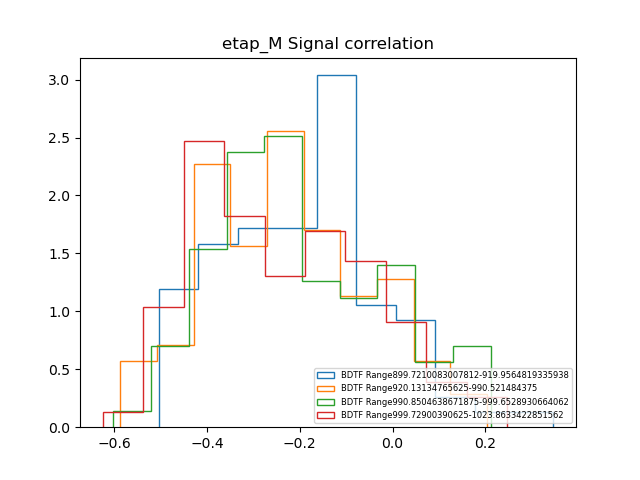 etap_M Signal correlation
3.0
2.5
2.0
1.5
1.0
0.5
0.0
BDTF Range899.7210083007812-919.9564819335938
BDTF Range920.13134765625-990.521484375
BDTF Range990.8504638671875-999.6528930664062
BDTF Range999.72900390625-1023.8633422851562
−0.6
−0.4
−0.2
0.0
0.2